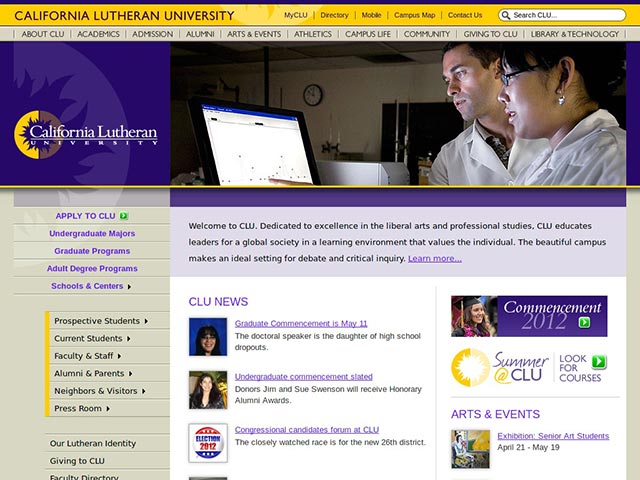 CALIFORNIA LUTHERAN UNIVERSITY
MyCLU | Directory | Mobile | Campus Map | Contact Us
Search CLU...
ABOUT CLU | ACADEMICS | ADMISSION | ALUMNI | ARTS & EVENTS | ATHLETICS | CAMPUS LIFE | COMMUNITY | GIVING TO CLU | LIBRARY & TECHNOLOGY
California Lutheran
UNIVERSITY
APPLY TO CLU
Undergraduate Majors
Graduate Programs
Adult Degree Programs
Schools & Centers
Prospective Students
Current Students
Faculty & Staff
Alumni & Parents
Neighbors & Visitors
Press Room
Our Lutheran Identity
Giving to CLU
Faculty Directory
Welcome to CLU. Dedicated to excellence in the liberal arts and professional studies, CLU educates
leaders for a global society in a learning environment that values the individual. The beautiful campus
makes an ideal setting for debate and critical inquiry. Learn more...
CLU NEWS
Graduate Commencement is May 11
The doctoral speaker is the daughter of high school
dropouts.
Undergraduate commencement slated
Donors Jim and Sue Swenson will receive Honorary
Alumni Awards.
ELECTION
2012
Congressional candidates forum at CLU
The closely watched race is for the new 26th district.
Commencement
2012
Summer
@CLU
LOOK
FOR
COURSES
ARTS & EVENTS
Exhibition: Senior Art Students
April 21 - May 19